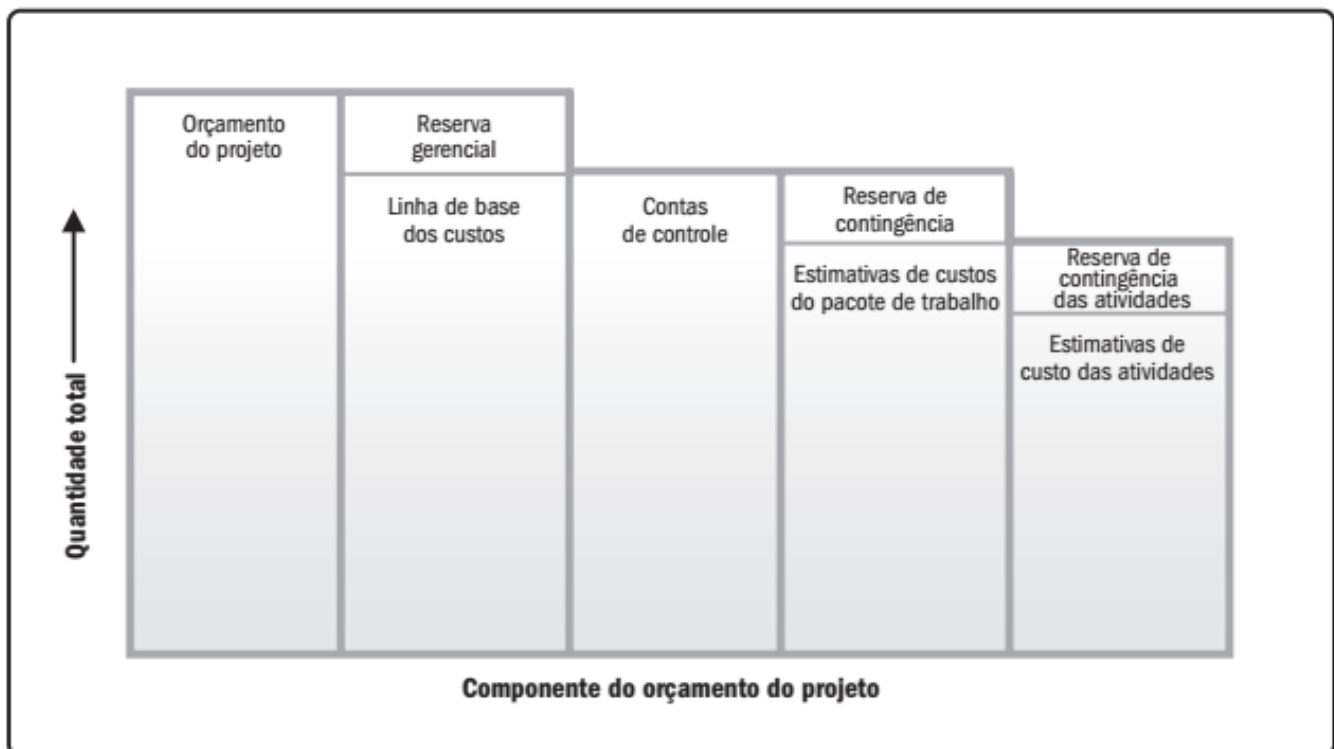 Orçamento
do projeto
Reserva
gerencial
Linha de base
dos custos
Contas
de controle
Reserva de
contingência
Estimativas de custos
do pacote de trabalho
Reserva de
contingência
das atividades
Estimativas de
custo das atividades
Quantidade total
Componente do orçamento do projeto